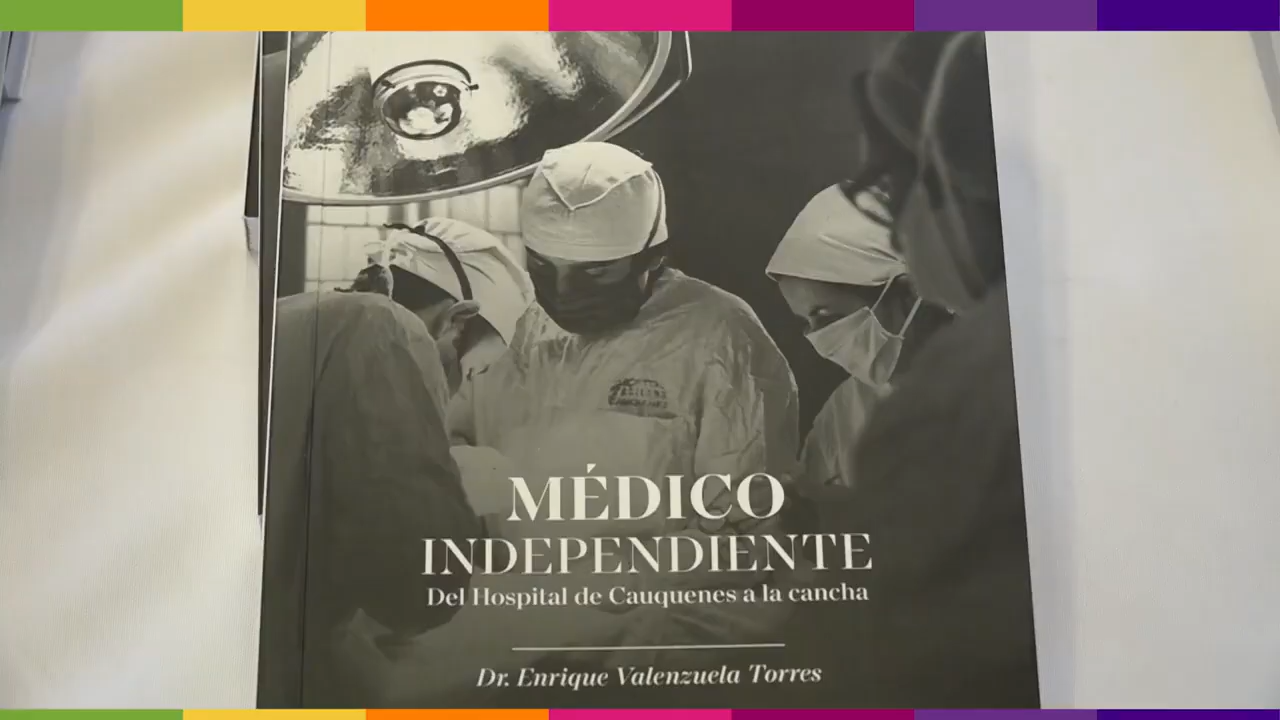 MÉDICO
INDEPENDIENTE
Del Hospital de Cauquenes a la cancha
Dr. Enrique Valenzuela Torres